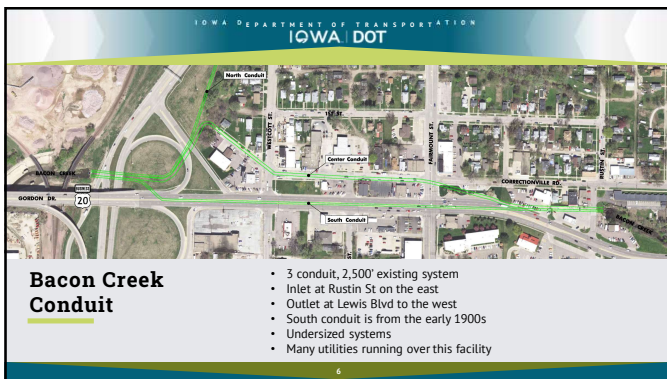 IOWA DEPARTMENT OF TRANSPORTATION
IOWA DOT
North Conduit
1ST ST.
WESTCOTT ST.
FAIRMOUNT ST.
RUSTIN ST.
Center Conduit
BACON CREEK
CORRECTIONVILLE RD.
GORDON DR.
20
South Conduit
ST.
BACON CREEK
Bacon Creek
Conduit
• 3 conduit, 2,500' existing system
• Inlet at Rustin St on the east
• Outlet at Lewis Blvd to the west
• South conduit is from the early 1900s
• Undersized systems
• Many utilities running over this facility
6